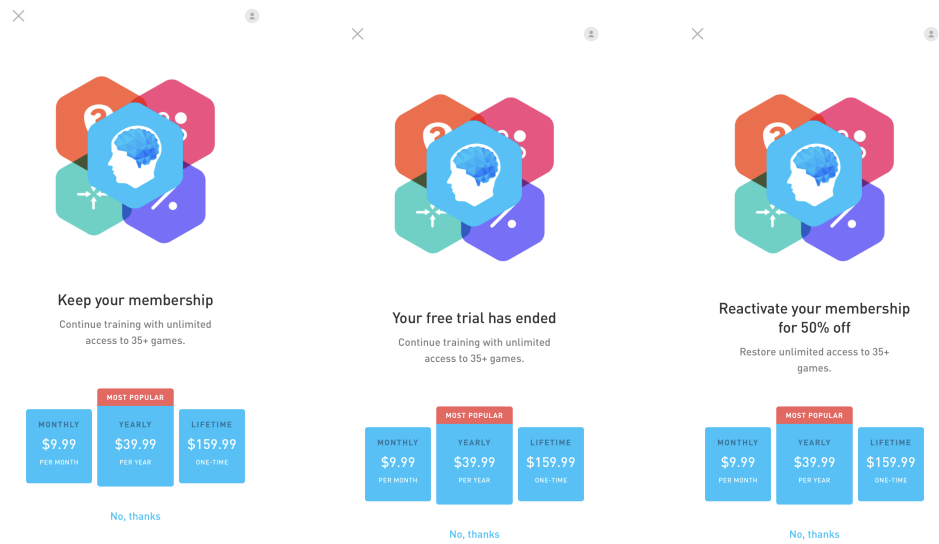 Keep your membership
Continue training with unlimited
access to 35+ games.
MOST POPULAR
MONTHLY
$9.99
PER MONTH
YEARLY
$39.99
PER YEAR
LIFETIME
$159.99
ONE-TIME
No, thanks
Your free trial has ended
Continue training with unlimited
access to 35+ games.
MOST POPULAR
MONTHLY
$9.99
PER MONTH
YEARLY
$39.99
PER YEAR
LIFETIME
$159.99
ONE-TIME
No, thanks
Reactivate your membership
for 50% off
Restore unlimited access to 35+
games.
MOST POPULAR
MONTHLY
$9.99
PER MONTH
YEARLY
$39.99
PER YEAR
LIFETIME
$159.99
ONE-TIME
No, thanks